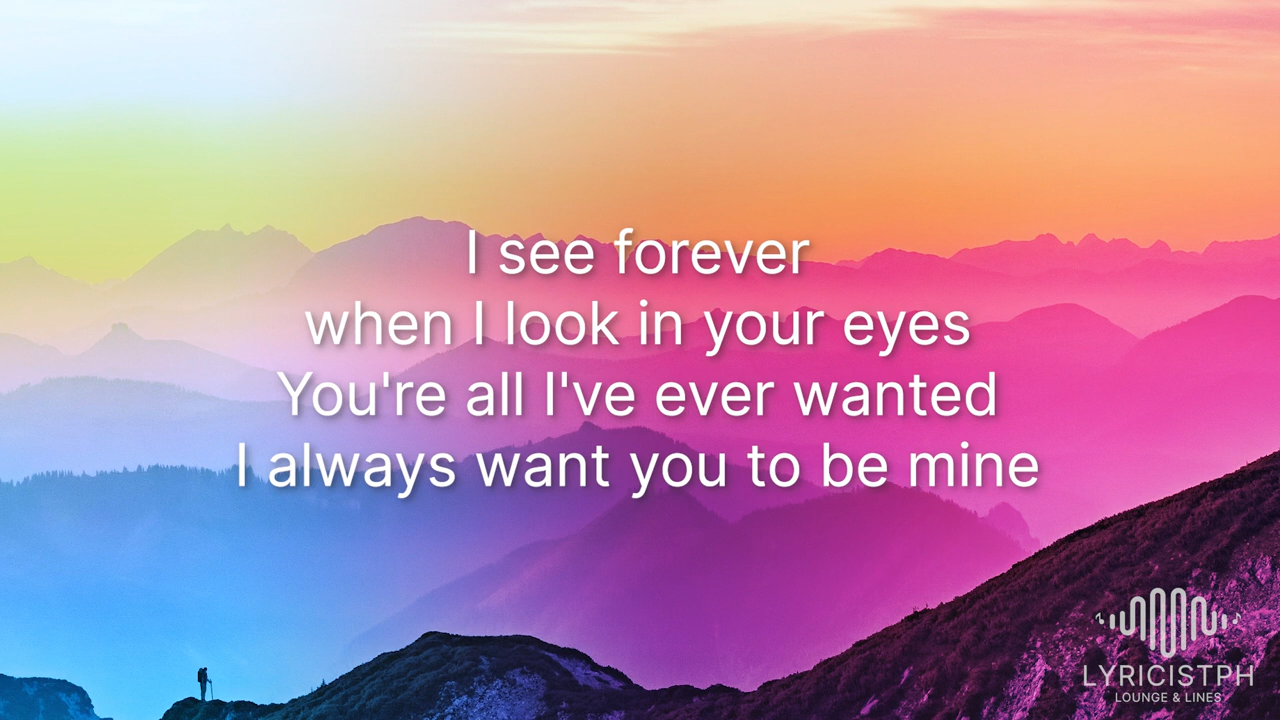 I see forever
when I look in your eyes
You're all I've ever wanted
I always want you to be mine
LYRICISTPH
LOUNGE & LINES